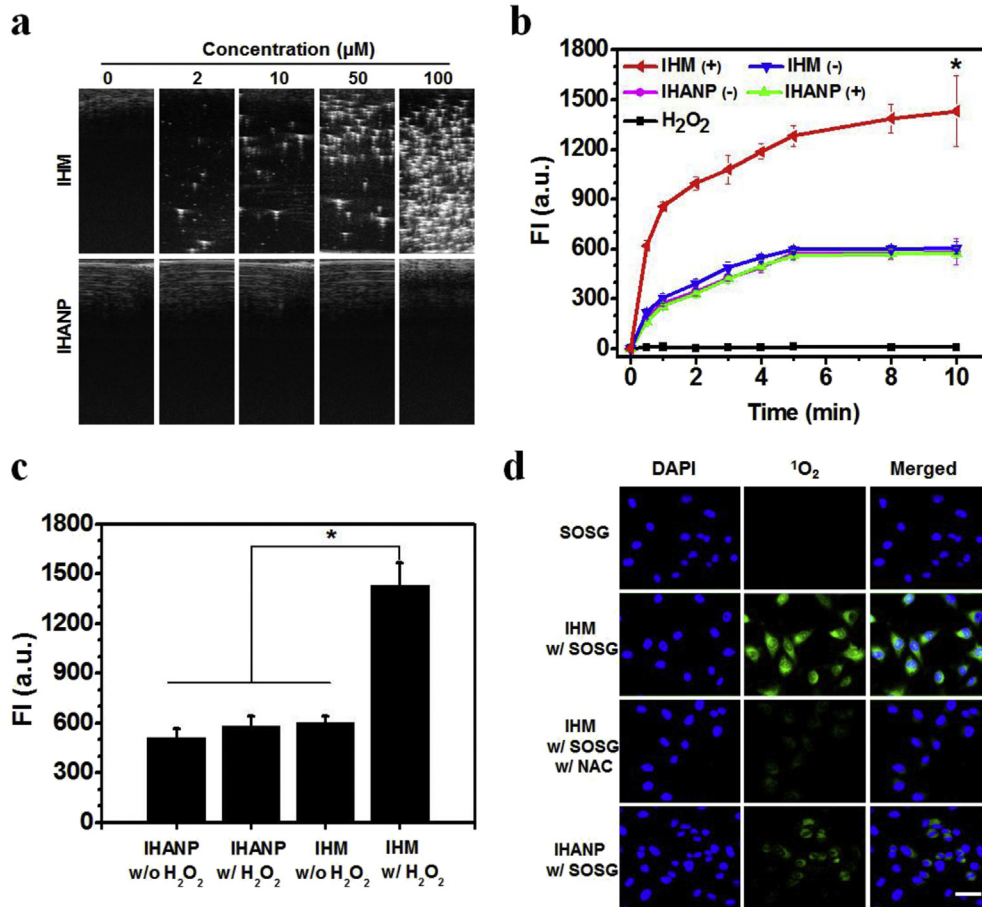 a
Concentration (µM)
0 2 10 50 100
IHM
IHANP
b
1800
1500
1200
900
600
300
0
FI (a.u.)
IHM (+) IHM (-)
IHANP (-) IHANP (+)
H₂O₂
*
0 2 4 6 8 10
Time (min)
c
1800
1500
1200
900
600
300
0
FI (a.u.)
*
IHANP IHANP IHM IHM
w/o H₂O₂ w/ H₂O₂ w/o H₂O₂ w/ H₂O₂
d
DAPI ¹O₂ Merged
SOSG
IHM
w/ SOSG
IHM
w/ SOSG
w/ NAC
IHANP
w/ SOSG